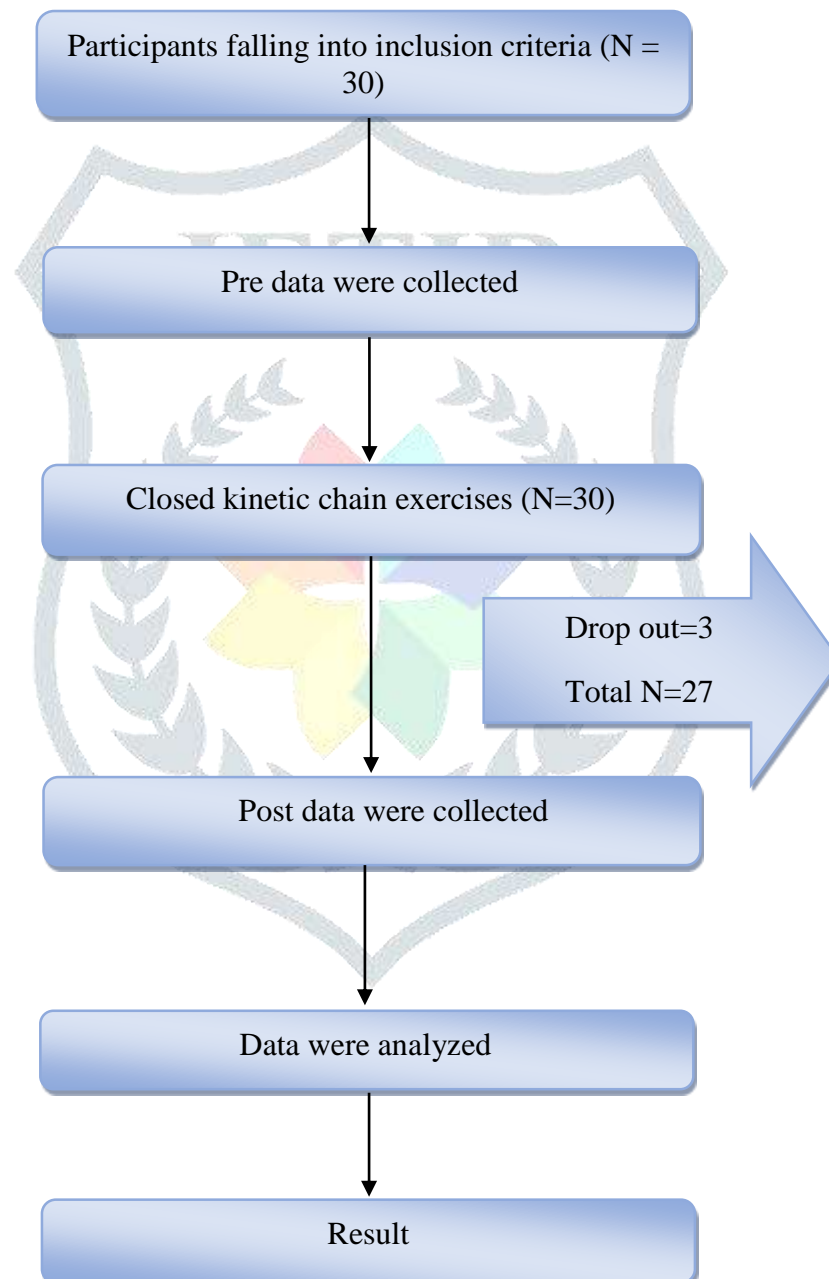 Participants falling into inclusion criteria (N =
30)
JETIR
Pre data were collected
Closed kinetic chain exercises (N=30)
Drop out=3
Total N=27
Post data were collected
Data were analyzed
Result